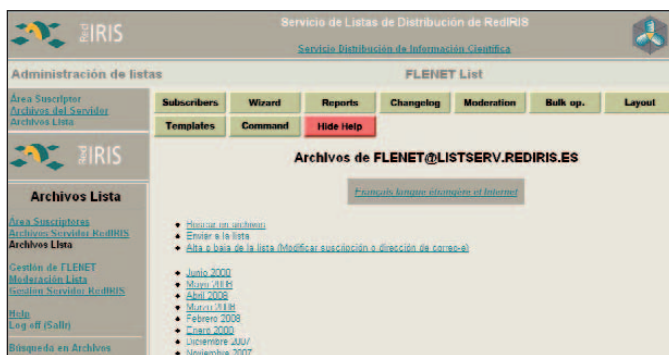 Red IRIS
Servicio de Listas de Distribución de RedIRIS
Servicio Distribución de Información Científica
Administración de listas
FLENET List
Área Suscriptor
Archivos del Servidor
Archivos Lista
Subscribers Wizard Reports Changelog Moderation Bulk op. Layout
Templates Command Hide Help
Red IRIS
Archivos Lista
Área Suscriptores
Archivos Servidor RedIRIS
Archivos Lista
Gestión de FLENET
Moderación Lista
Gestion Servidor RedIRIS
Help
Log off (Salir)
Búsqueda en Archivos
Archivos de FLENET@LISTSERV.REDIRIS.ES
Français langue étrangère et Internet
en archivos
Enviar a la lista
Alta o baja de la lista (Modificar suscripción o dirección de correo-e)
Junio
Mayo
Abril 2008
Marzo 2008
Febrero 2008
Enero
Diciembre 2007
Noviembre 2007